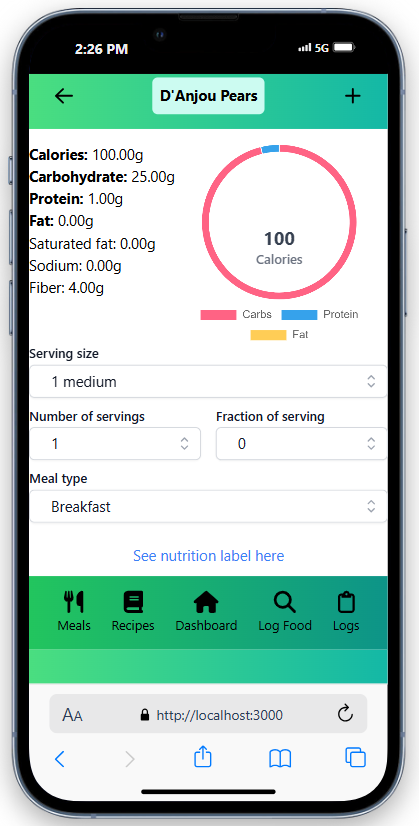 2:26 PM 5G
D'Anjou Pears
Calories: 100.00g
Carbohydrate: 25.00g
Protein: 1.00g
Fat: 0.00g
Saturated fat: 0.00g
Sodium: 0.00g
Fiber: 4.00g
100
Calories
Carbs Protein
Fat
Serving size
1 medium
Number of servings Fraction of serving
1 0
Meal type
Breakfast
See nutrition label here
Meals Recipes Dashboard Log Food Logs
AA http://localhost:3000